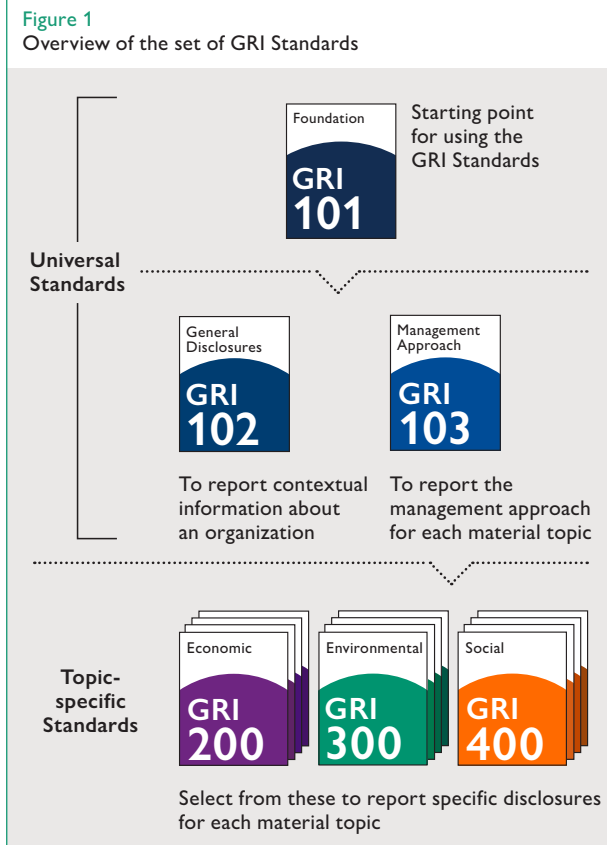 Figure 1
Overview of the set of GRI Standards
Foundation
GRI
101
Starting point
for using the
GRI Standards
Universal
Standards
General
Disclosures
GRI
102
To report contextual
information about
an organization
Management
Approach
GRI
103
To report the
management approach
for each material topic
Topic-
specific
Standards
Economic
GRI
200
Environmental
GRI
300
Social
GRI
400
Select from these to report specific disclosures
for each material topic